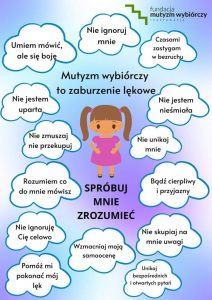 fundacja
mutyzm wybiórczy
Nie ignoruj
mnie
Umiem mówić,
ale się boję
Czasami
zastygam
w bezruchu
Mutyzm wybiórczy
to zaburzenie lękowe
Nie jestem
uparta
Nie jestem
nieśmiała
Nie zmuszaj
nie przekupuj
Nie unikaj
mnie
Rozumiem co
do mnie mówisz
SPRÓBUJ
MNIE
ZROZUMIEĆ
Bądź cierpliwy
i przyjazny
Nie ignoruję
Cię celowo
Wzmacniaj moją
samoocenę
Nie skupiaj na
mnie uwagi
Pomóż mi
pokonać mój
lęk
Unikaj
bezpośrednich
i otwartych pytań